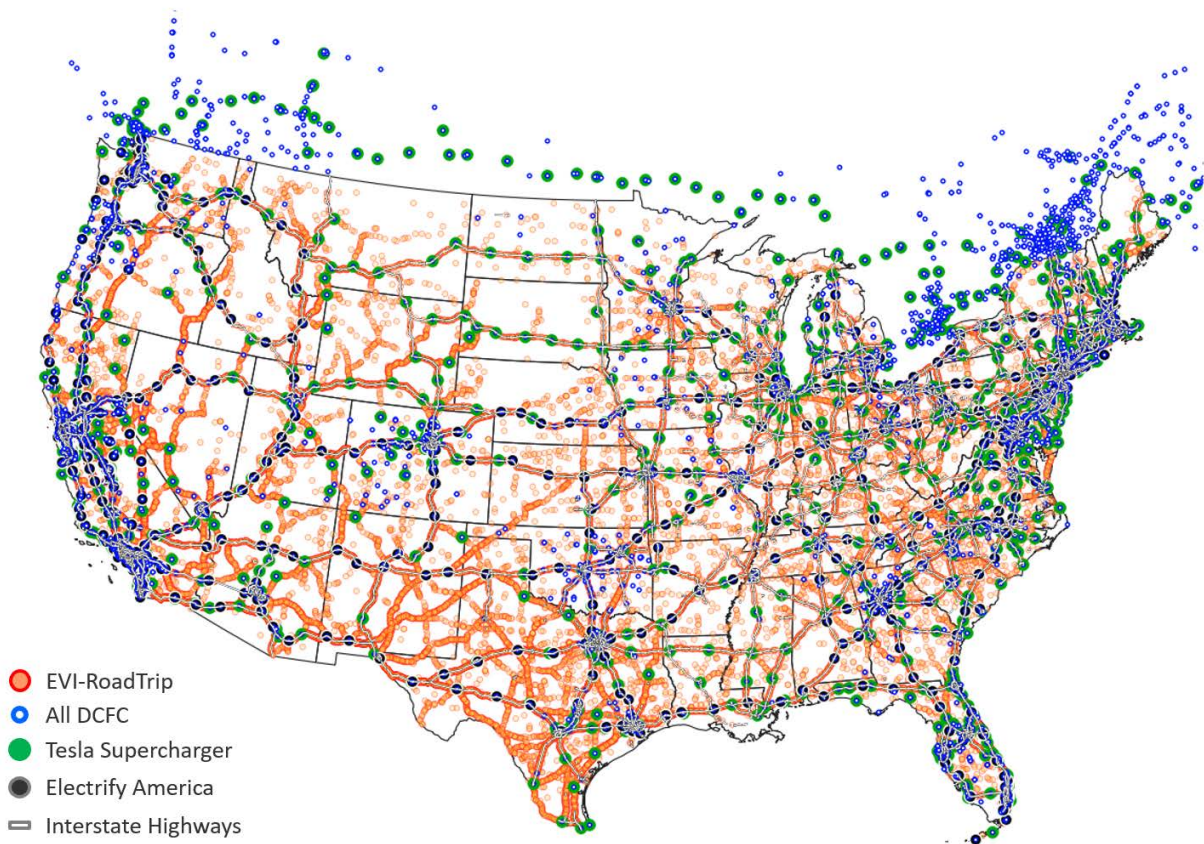 EVI-RoadTrip
All DCFC
Tesla Supercharger
Electrify America
Interstate Highways